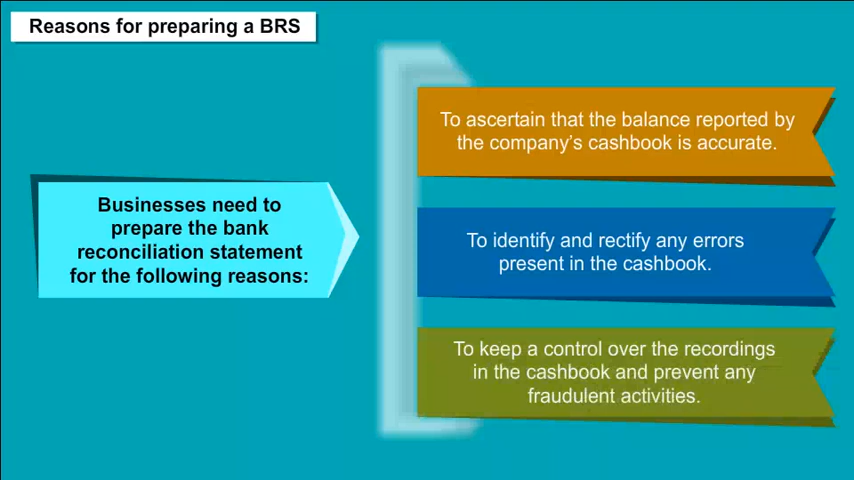 Reasons for preparing a BRS
Businesses need to
prepare the bank
reconciliation statement
for the following reasons:
To ascertain that the balance reported by
the company's cashbook is accurate.
To identify and rectify any errors
present in the cashbook.
To keep a control over the recordings
in the cashbook and prevent any
fraudulent activities.